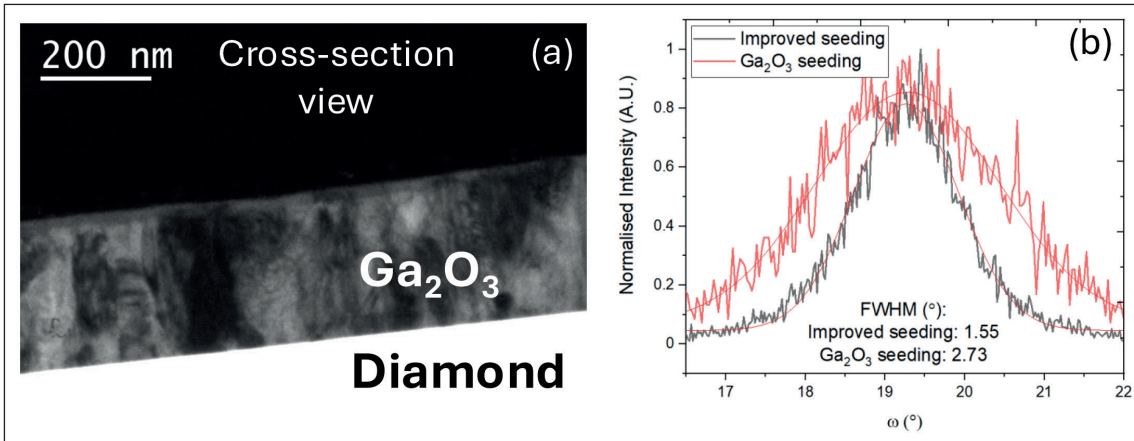 200 nm
Cross-section
view
(a)
Ga₂O₃
Diamond
(b)
Improved seeding
Ga₂O₃ seeding
Normalised Intensity (A.U.)
1
0.8
0.6
0.4
0.2
0
FWHM (°):
Improved seeding: 1.55
Ga₂O₃ seeding: 2.73
17 18 19 20 21 22
ω (°)